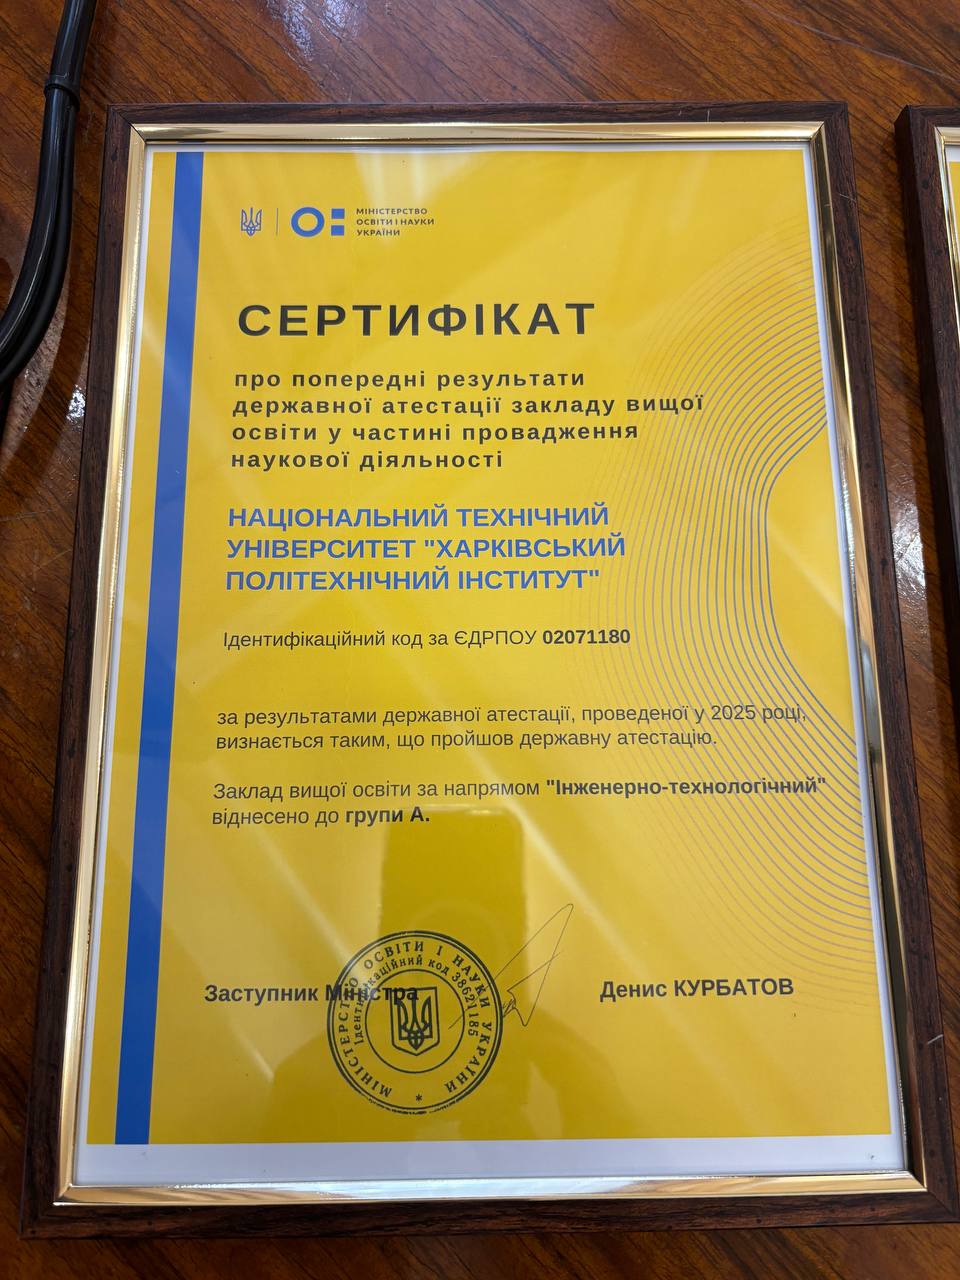 МІНІСТЕРСТВО
ОСВІТИ І НАУКИ
УКРАЇНИ
СЕРТИФІКАТ
про попередні результати
державної атестації закладу вищої
освіти у частині провадження
наукової діяльності
НАЦІОНАЛЬНИЙ ТЕХНІЧНИЙ
УНІВЕРСИТЕТ "ХАРКІВСЬКИЙ
ПОЛІТЕХНІЧНИЙ ІНСТИТУТ"
Ідентифікаційний код за ЄДРПОУ 02071180
за результатами державної атестації, проведеної у 2025 році,
визнається таким, що пройшов державну атестацію.
Заклад вищої освіти за напрямом "Інженерно-технологічний"
віднесено до групи А.
Заступник Міністра
Денис КУРБАТОВ
МІНІСТЕРСТВО ОСВІТИ І НАУКИ УКРАЇНИ *
Ідентифікаційний код 38621185